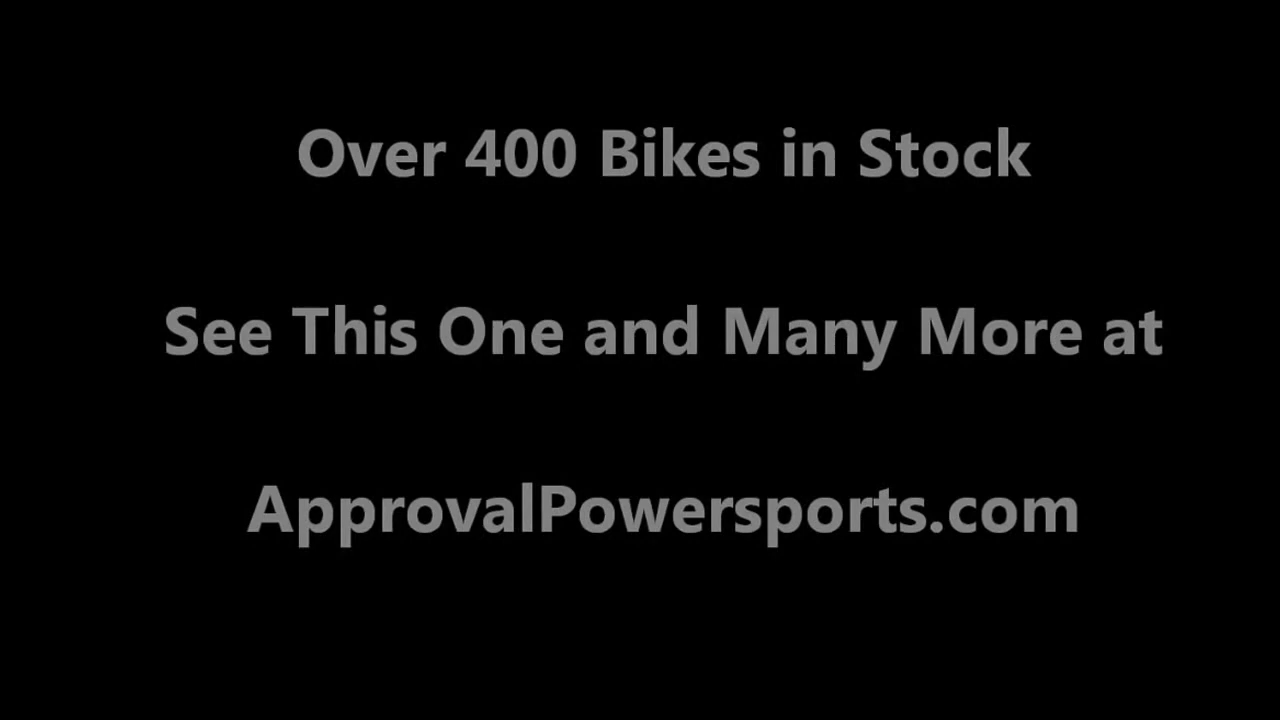 Over 400 Bikes in Stock
See This One and Many More at
ApprovalPowersports.com